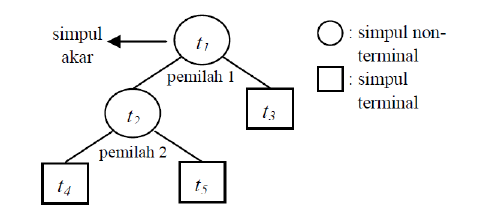 simpul
akar
t1
: simpul non-
terminal
pemilah 1
: simpul
terminal
t2
t3
pemilah 2
t4
t5